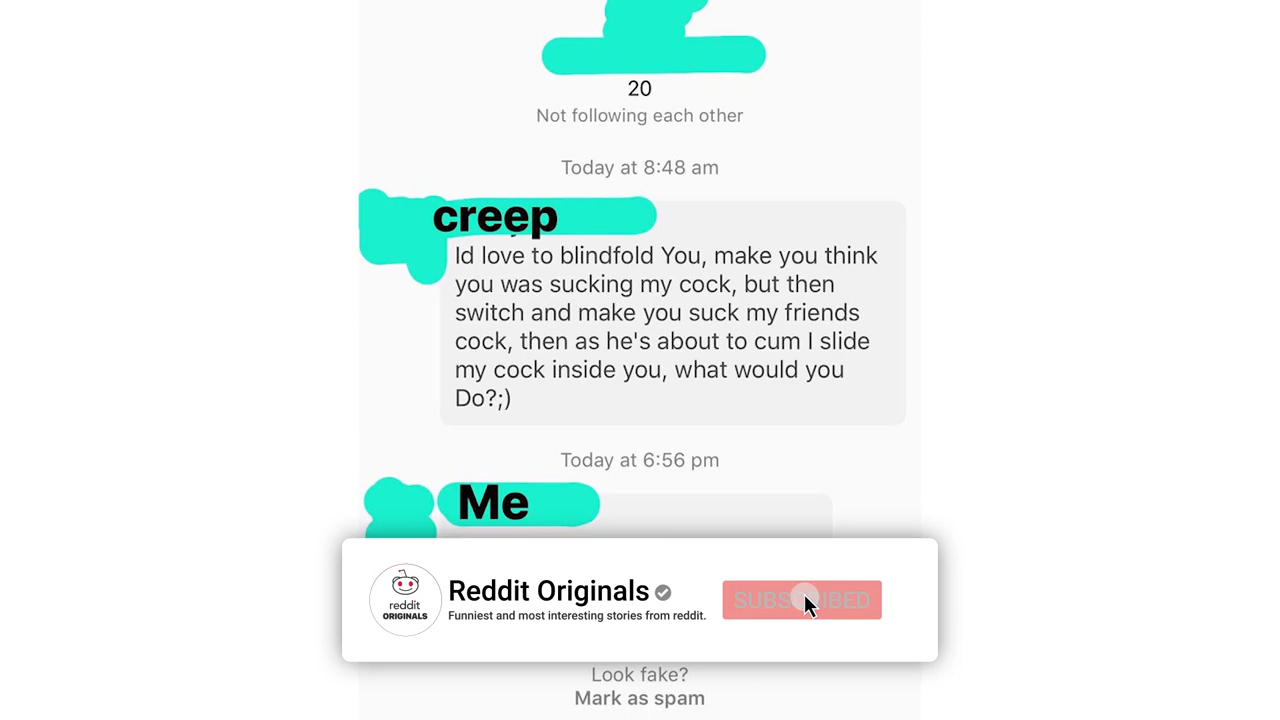 20
Not following each other
Today at 8:48 am
creep
Id love to blindfold You, make you think
you was sucking my cock, but then
switch and make you suck my friends
cock, then as he's about to cum I slide
my cock inside you, what would you
Do?;)
Today at 6:56 pm
Me
reddit
ORIGINALS
Reddit Originals
Funniest and most interesting stories from reddit.
SUBSCRIBED
Look fake?
Mark as spam